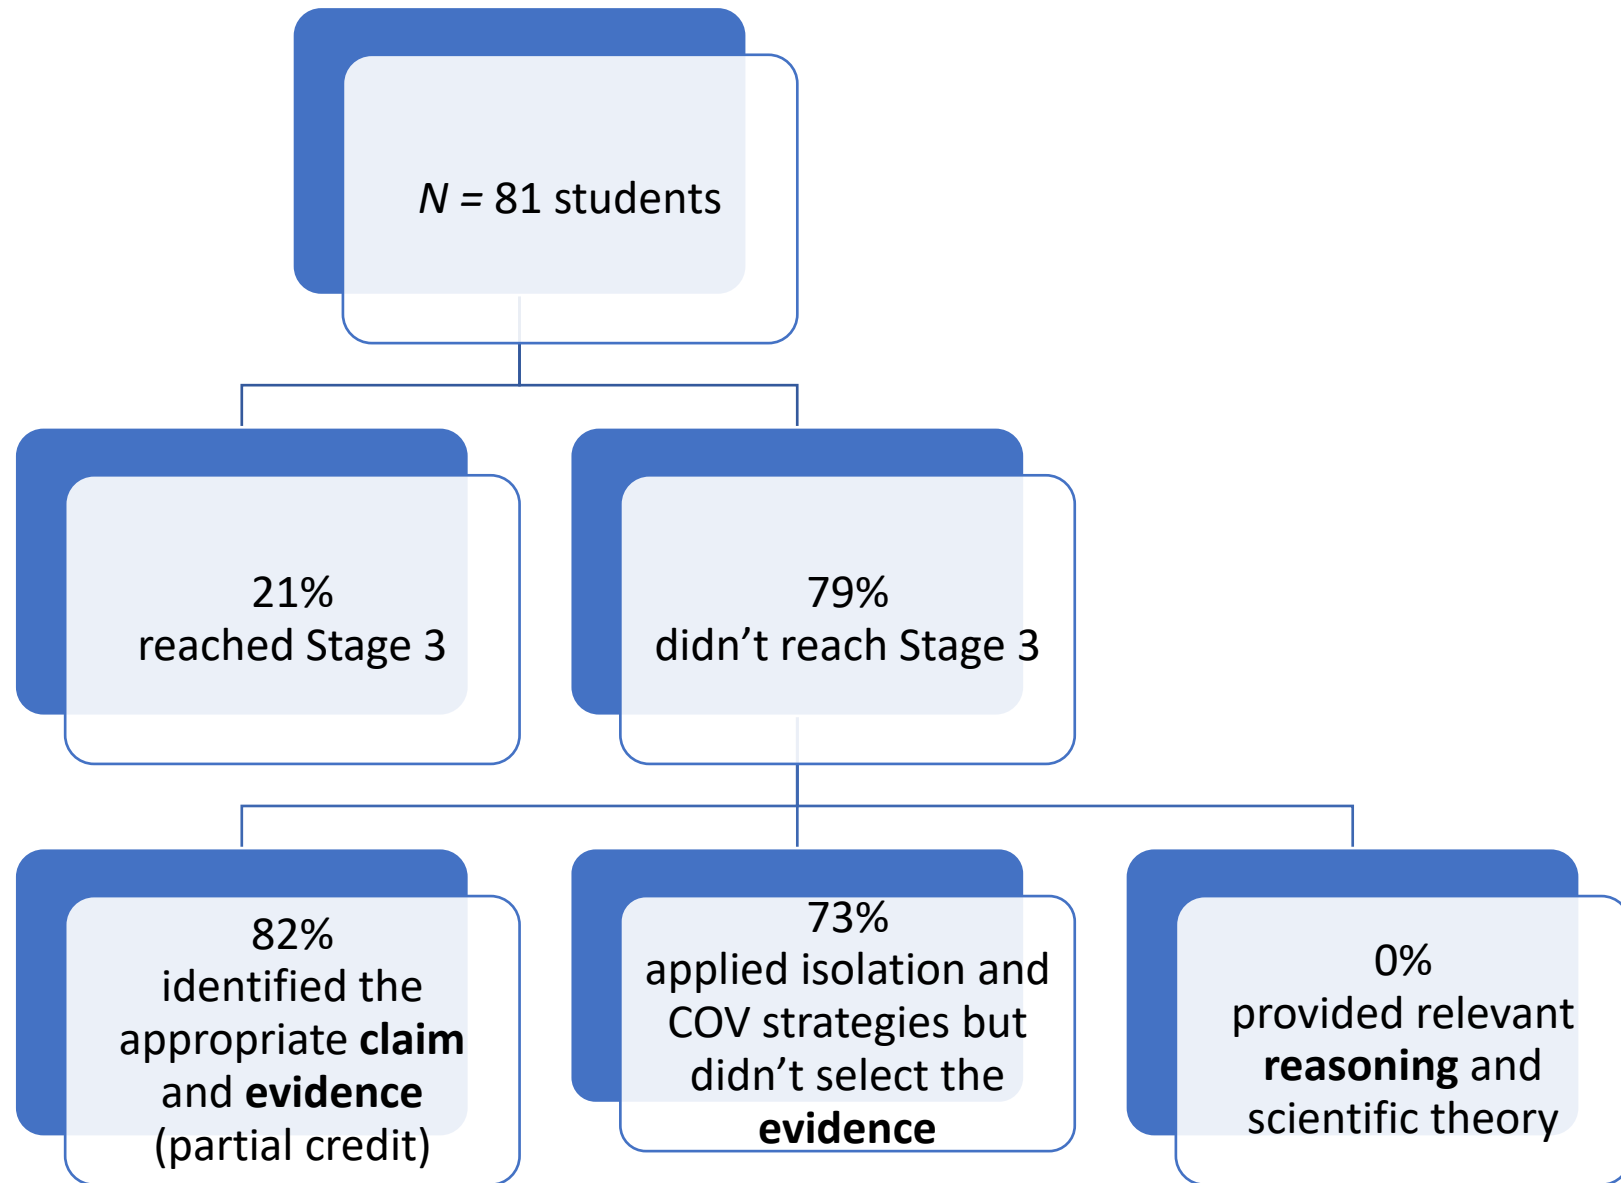 N = 81 students
21%
reached Stage 3
79%
didn’t reach Stage 3
82%
identified the
appropriate claim
and evidence
(partial credit)
73%
applied isolation and
COV strategies but
didn’t select the
evidence
0%
provided relevant
reasoning and
scientific theory